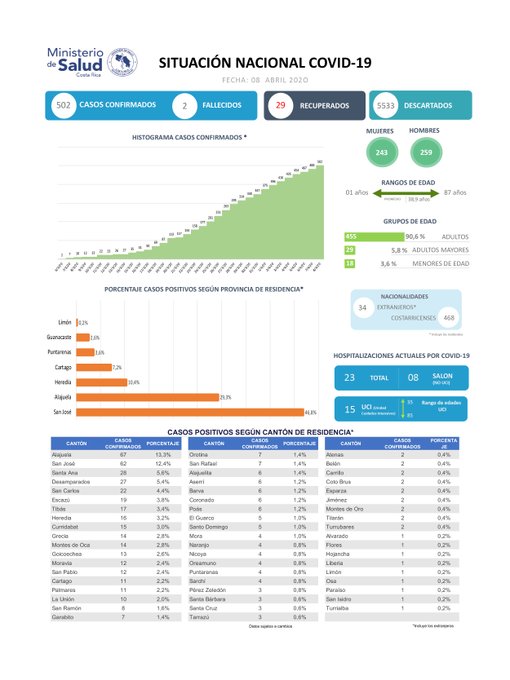 Ministerio
de Salud
Costa Rica
SITUACIÓN NACIONAL COVID-19
FECHA: 08 ABRIL 2020
502 CASOS CONFIRMADOS
2 FALLECIDOS
29 RECUPERADOS
5533 DESCARTADOS
HISTOGRAMA CASOS CONFIRMADOS *
MUJERES HOMBRES
243 259
RANGOS DE EDAD
01 años 87 años
PROMEDIO 38,9 años
GRUPOS DE EDAD
455 90,6 % ADULTOS
29 5,8 % ADULTOS MAYORES
18 3,6 % MENORES DE EDAD
PORCENTAJE CASOS POSITIVOS SEGÚN PROVINCIA DE RESIDENCIA*
Limón 0,2%
Guanacaste 2,6%
Puntarenas 3,6%
Cartago 7,2%
Heredia 10,4%
Alajuela 29,3%
San José 46,8%
NACIONALIDADES
34 EXTRANJEROS*
COSTARRICENSES 468
HOSPITALIZACIONES ACTUALES POR COVID-19
23 TOTAL 08 SALON
(NO UCI)
15 UCI (Unidad
Cuidados Intensivos)
35 Rango de edades
UCI
85
CASOS POSITIVOS SEGÚN CANTÓN DE RESIDENCIA*
CANTÓN CASOS CONFIRMADOS PORCENTAJE CANTÓN CASOS CONFIRMADOS PORCENTAJE CANTÓN CASOS CONFIRMADOS PORCENTA JE
Alajuela 67 13,3% Orotina 7 1,4% Atenas 2 0,4%
San José 62 12,4% San Rafael 7 1,4% Belén 2 0,4%
Santa Ana 28 5,6% Alajuelita 6 1,2% Carrillo 2 0,4%
Desamparados 27 5,4% Aserrí 6 1,2% Coto Brus 2 0,4%
San Carlos 22 4,4% Barva 6 1,2% Esparza 2 0,4%
Escazú 19 3,8% Coronado 6 1,2% Jiménez 2 0,4%
Tibás 17 3,4% Poás 6 1,2% Montes de Oro 2 0,4%
Heredia 16 3,2% El Guarco 5 1,0% Tilarán 2 0,4%
Curridabat 15 3,0% Santo Domingo 5 1,0% Turrubares 2 0,4%
Grecia 14 2,8% Mora 4 1,0% Alvarado 1 0,2%
Montes de Oca 14 2,8% Naranjo 4 0,8% Flores 1 0,2%
Goicoechea 13 2,6% Nicoya 4 0,8% Hojancha 1 0,2%
Moravia 12 2,4% Oreamuno 4 0,8% Liberia 1 0,2%
San Pablo 12 2,4% Puntarenas 4 0,8% Limón 1 0,2%
Cartago 11 2,2% Sarchí 4 0,8% Osa 1 0,2%
Palmares 11 2,2% Pérez Zeledón 3 0,8% Paraíso 1 0,2%
La Unión 10 2,0% Santa Bárbara 3 0,6% San Isidro 1 0,2%
San Ramón 8 1,6% Santa Cruz 3 0,6% Turrialba 1 0,2%
Garabito 7 1,4% Tarrazú 3 0,6%
Datos sujetos a cambios *Incluye los extranjeros